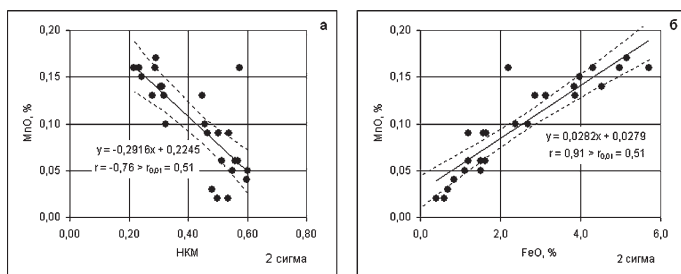 а
MnO, %
0,20
0,15
0,10
0,05
0,00
y = -0,2916x + 0,2245
r = -0,76 > r0,01 = 0,51
0,00 0,20 0,40 0,60 0,80
НКМ
2 сигма
б
MnO, %
0,20
0,15
0,10
0,05
0,00
y = 0,0282x + 0,0279
r = 0,91 > r0,01 = 0,51
0,0 2,0 4,0 6,0
FeO, %
2 сигма